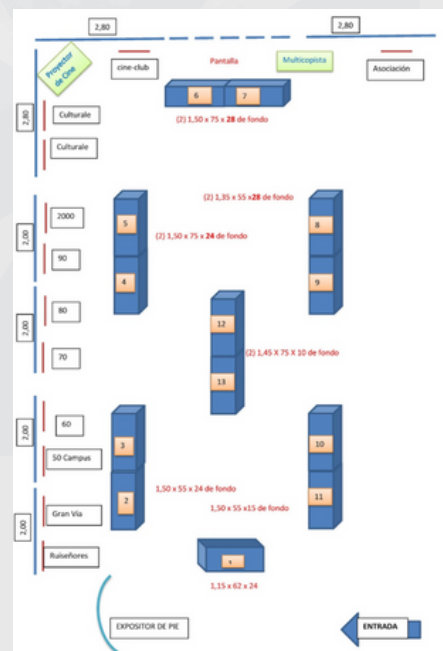 2,80
2,80
Proyector de Cine
cine-club
Pantalla
Multicopista
Asociación
6
7
(2) 1,50 x 75 x 28 de fondo
2,80
Culturale
Culturale
(2) 1,35 x 55 x28 de fondo
2000
5
8
(2) 1,50 x 75 x 24 de fondo
2,00
90
4
9
80
12
2,00
70
(2) 1,45 X 75 X 10 de fondo
13
60
2,00
3
10
50 Campus
1,50 x 55 x 24 de fondo
2
11
Gran Vía
1,50 x 55 x15 de fondo
2,00
Ruiseñores
1,15 x 62 x 24
EXPOSITOR DE PIE
ENTRADA